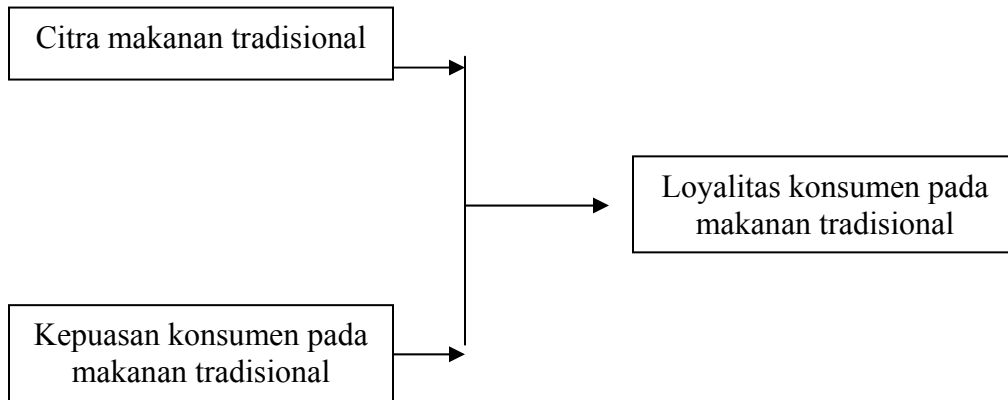 Citra makanan tradisional
Loyalitas konsumen pada
makanan tradisional
Kepuasan konsumen pada
makanan tradisional